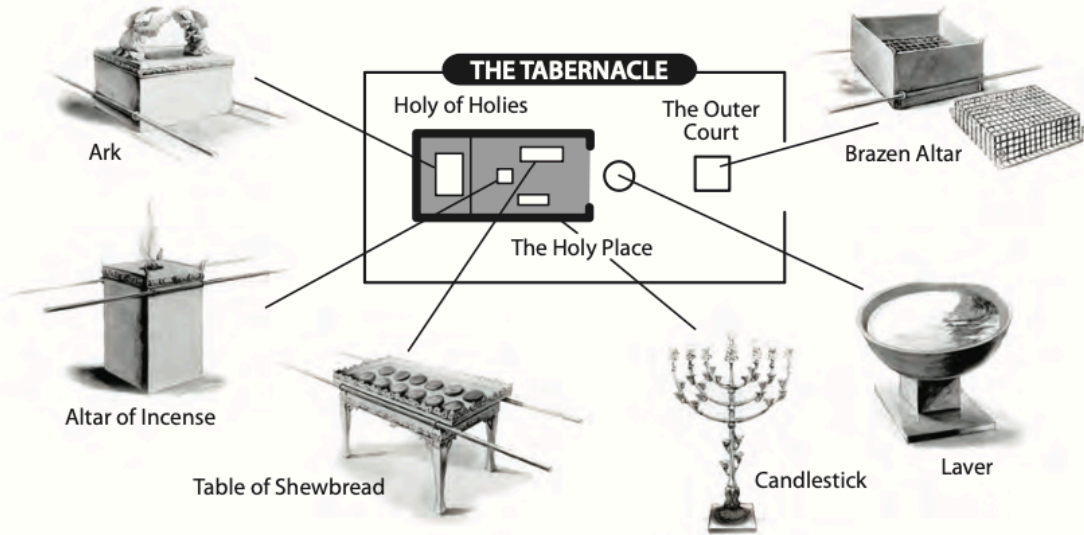 THE TABERNACLE
Holy of Holies
The Outer
Court
Ark
Brazen Altar
The Holy Place
Altar of Incense
Table of Shewbread
Candlestick
Laver